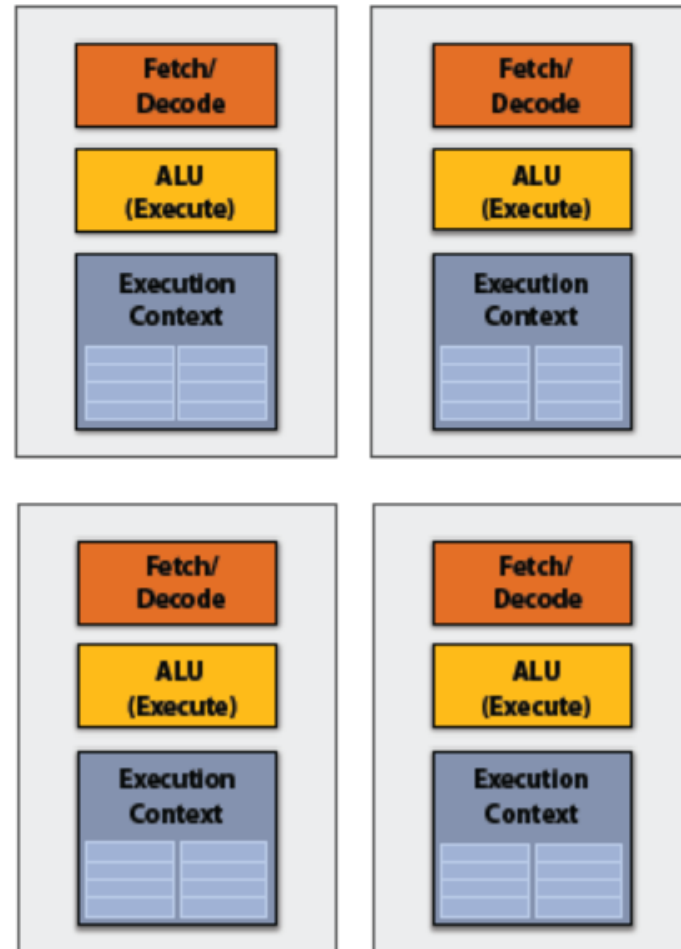 Fetch/
Decode
ALU
(Execute)
Execution
Context
Fetch/
Decode
ALU
(Execute)
Execution
Context
Fetch/
Decode
ALU
(Execute)
Execution
Context
Fetch/
Decode
ALU
(Execute)
Execution
Context